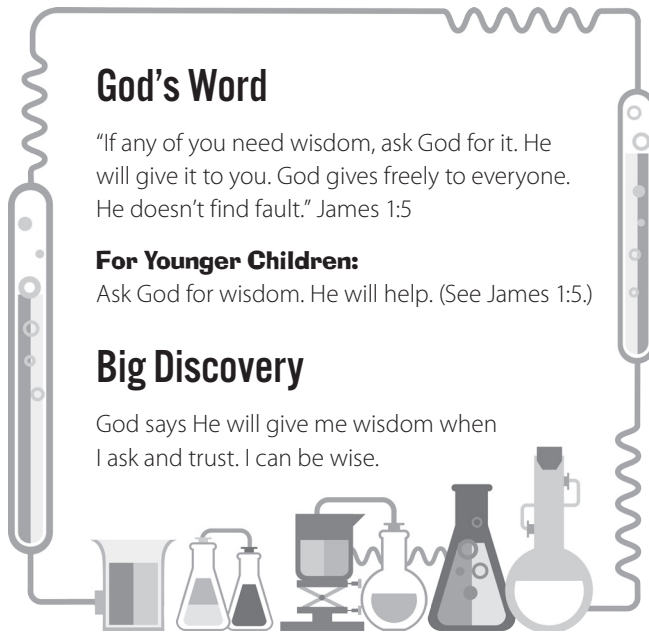 God’s Word
“If any of you need wisdom, ask God for it. He
will give it to you. God gives freely to everyone.
He doesn’t find fault.” James 1:5
For Younger Children:
Ask God for wisdom. He will help. (See James 1:5.)
Big Discovery
God says He will give me wisdom when
I ask and trust. I can be wise.